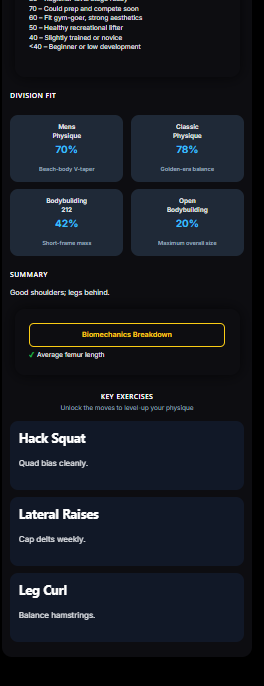 70 – Could prep and compete soon
60 – Fit gym-goer, strong aesthetics
50 – Healthy recreational lifter
40 – Slightly trained or novice
<40 – Beginner or low development
DIVISION FIT
Mens
Physique
70%
Beach-body V-taper
Classic
Physique
78%
Golden-era balance
Bodybuilding
212
42%
Short-frame mass
Open
Bodybuilding
20%
Maximum overall size
SUMMARY
Good shoulders; legs behind.
Biomechanics Breakdown
✓ Average femur length
KEY EXERCISES
Unlock the moves to level-up your physique
Hack Squat
Quad bias cleanly.
Lateral Raises
Cap delts weekly.
Leg Curl
Balance hamstrings.